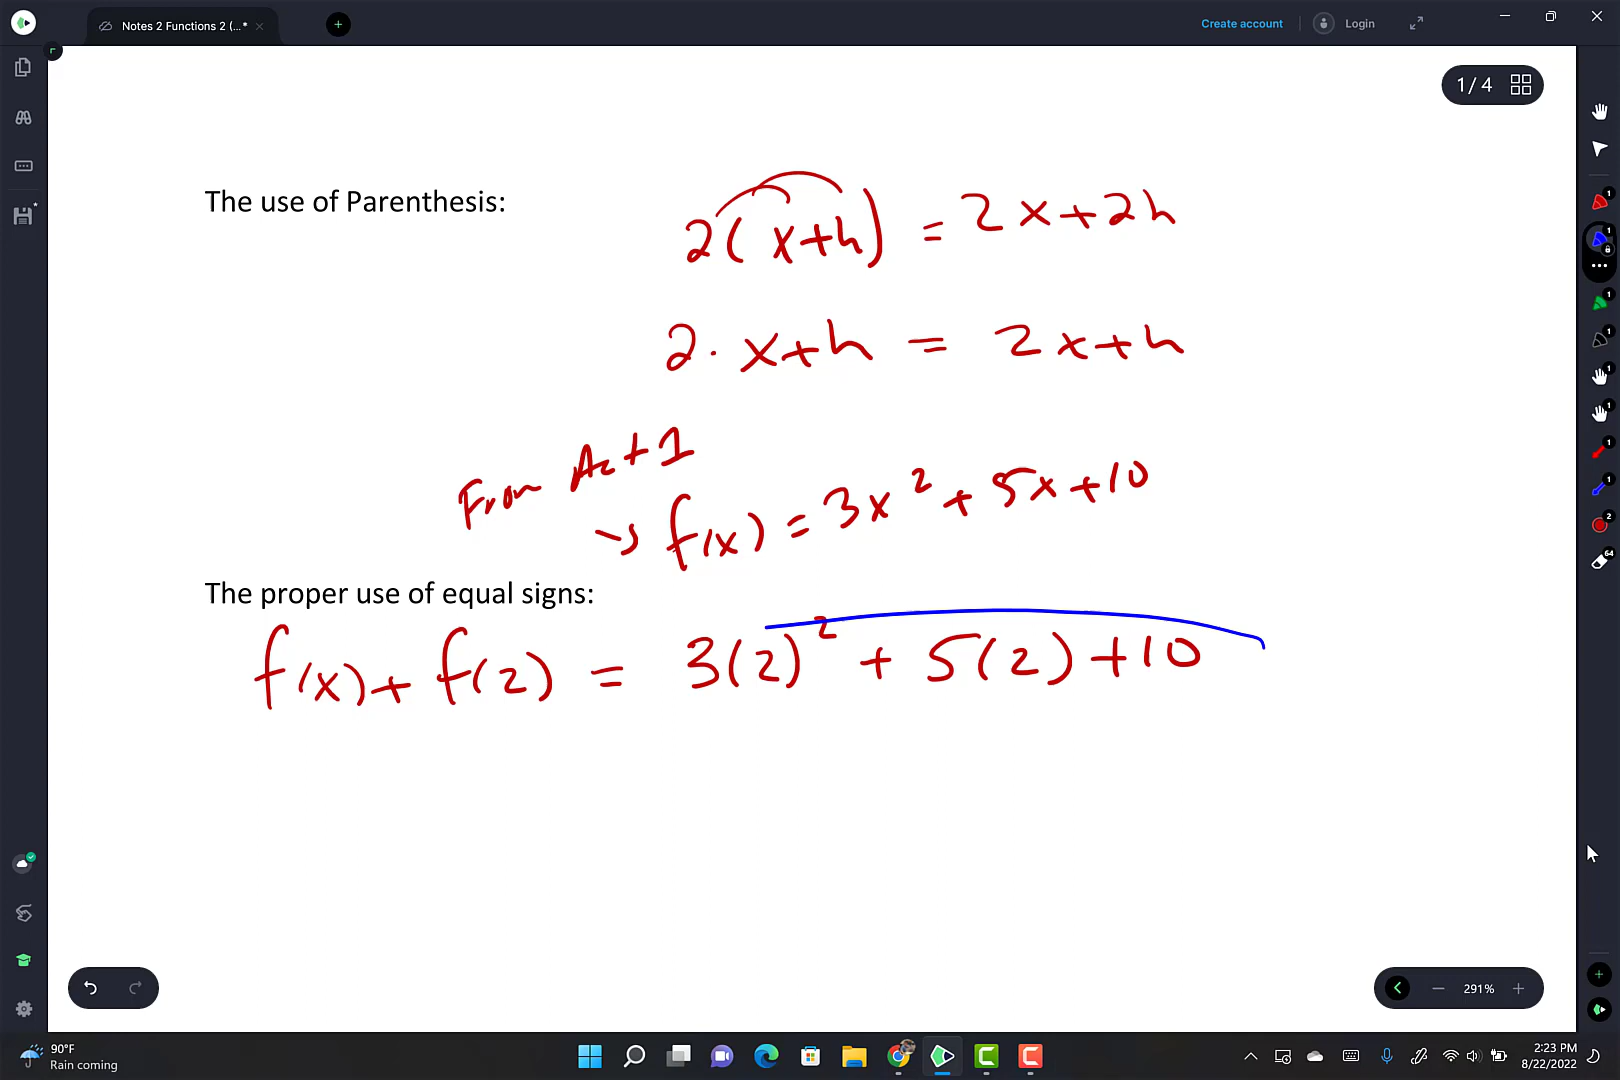 Notes 2 Functions 2 (...*
Create account
Login
1 / 4
The use of Parenthesis:
2(x+h) = 2x+2h
2·x+h = 2x+h
From Act 1
→ f(x) = 3x² + 5x+10
The proper use of equal signs:
f(x) + f(2) = 3(2)² + 5(2) +10
291%
90°F
Rain coming
2:23 PM
8/22/2022